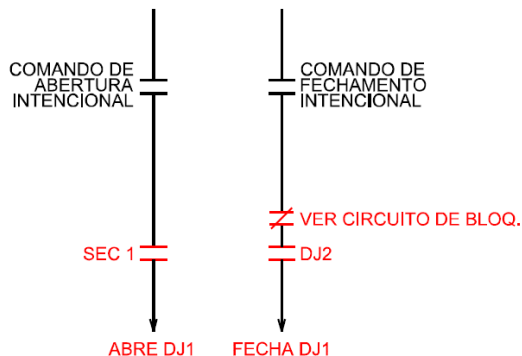 COMANDO DE
ABERTURA
INTENCIONAL
COMANDO DE
FECHAMENTO
INTENCIONAL
VER CIRCUITO DE BLOQ.
SEC 1
DJ2
ABRE DJ1
FECHA DJ1